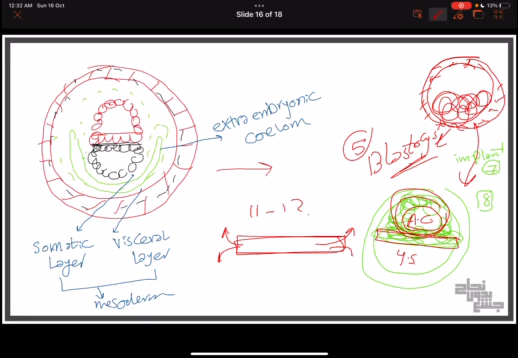 12:32 AM Sun 16 Oct
13%
Slide 16 of 18
extra embryonic
coelom
Somatic
layer
Visceral
layer
mesoderm
11-12
5
Blastocyst
implant
7
8
A.C
Y.S